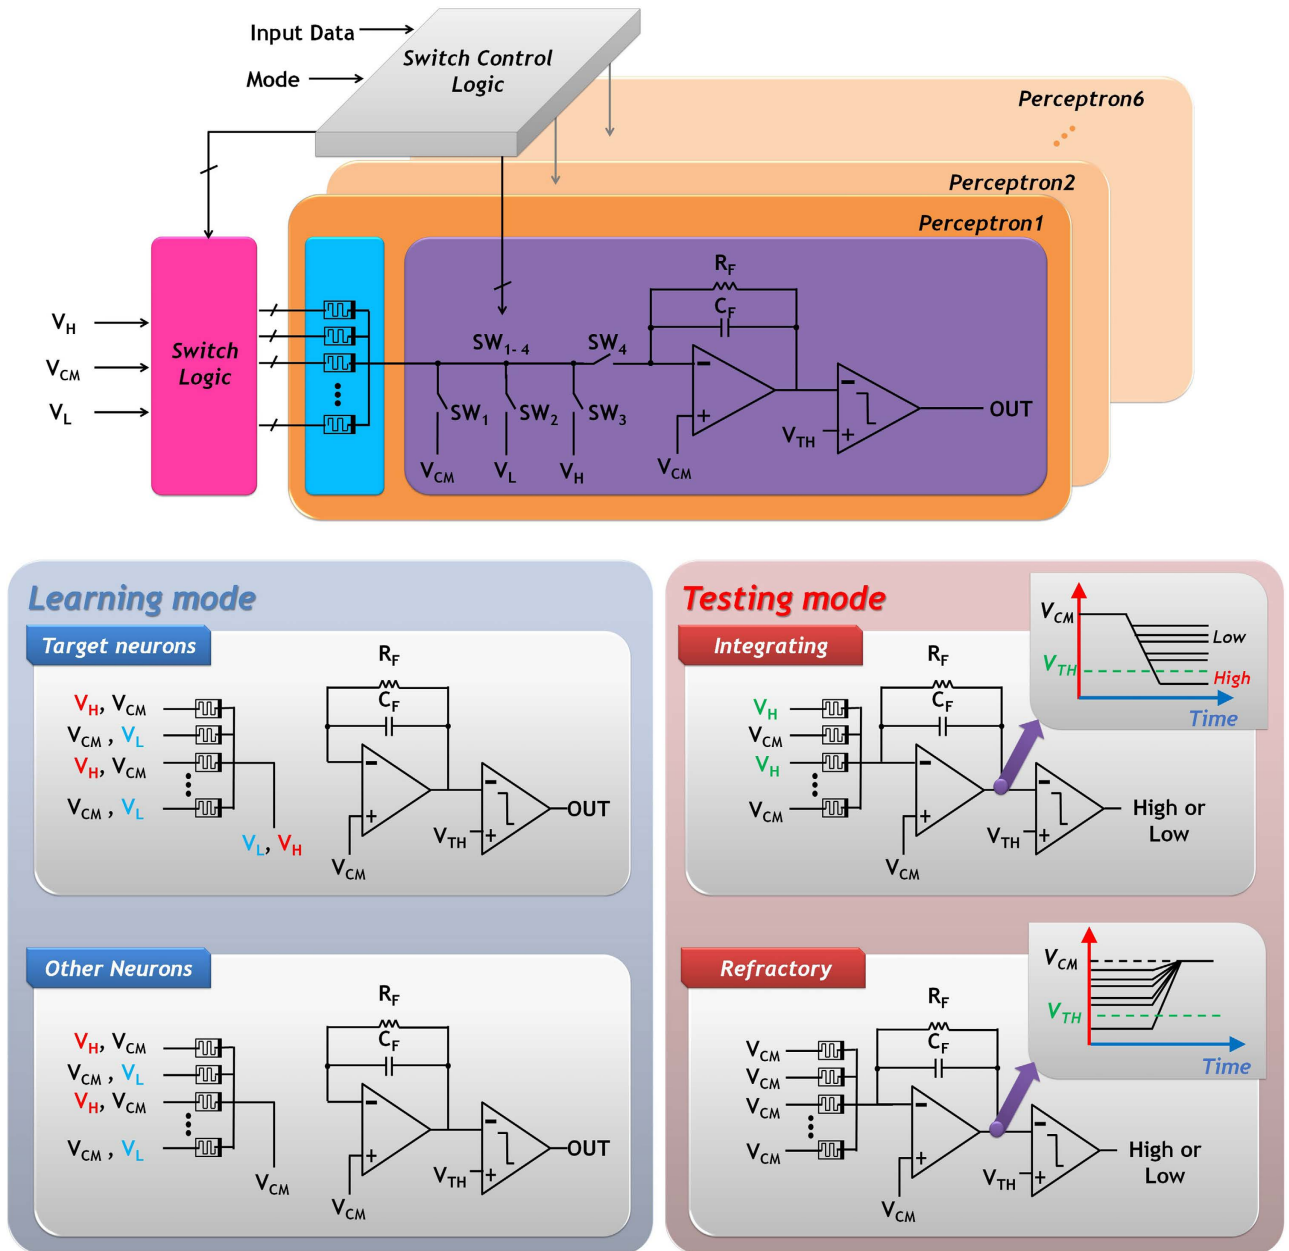 Input Data
Switch Control
Logic
Mode
Perceptron6
Perceptron2
Perceptron1
V_H
V_CM
V_L
Switch
Logic
R_F
C_F
SW_1-4
SW_4
SW_1
SW_2
SW_3
V_CM
V_L
V_H
V_CM
V_TH
OUT
Learning mode
Target neurons
V_H, V_CM
V_CM , V_L
V_H, V_CM
V_CM , V_L
V_L, V_H
R_F
C_F
V_CM
V_TH
OUT
Other Neurons
V_H, V_CM
V_CM , V_L
V_H, V_CM
V_CM , V_L
V_CM
R_F
C_F
V_CM
V_TH
OUT
Testing mode
Integrating
V_H
V_CM
V_H
V_CM
R_F
C_F
V_CM
V_TH
High or
Low
V_CM
Low
V_TH
High
Time
Refractory
V_CM
V_CM
V_CM
V_CM
R_F
C_F
V_CM
V_TH
High or
Low
V_CM
V_TH
Time